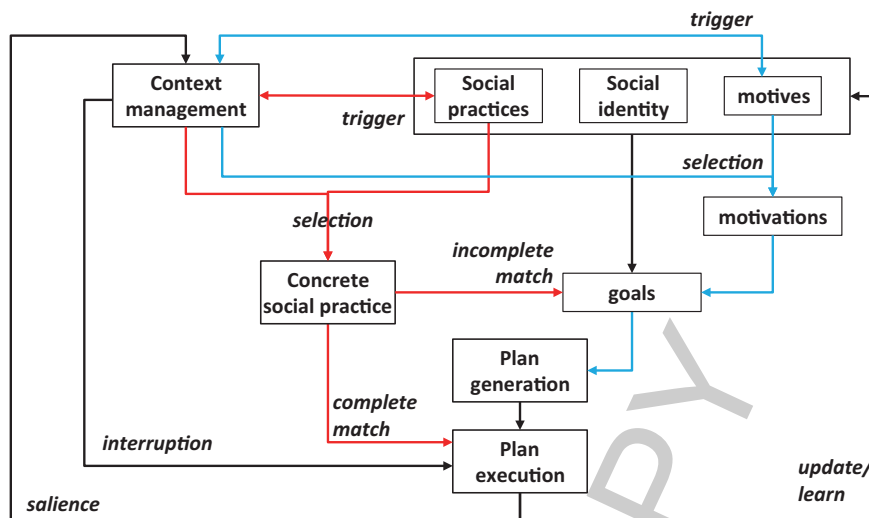 trigger
Context
management
Social
practices
Social
identity
motives
trigger
selection
selection
motivations
incomplete
match
Concrete
social practice
goals
Plan
generation
complete
match
interruption
Plan
execution
update/
learn
salience
PY